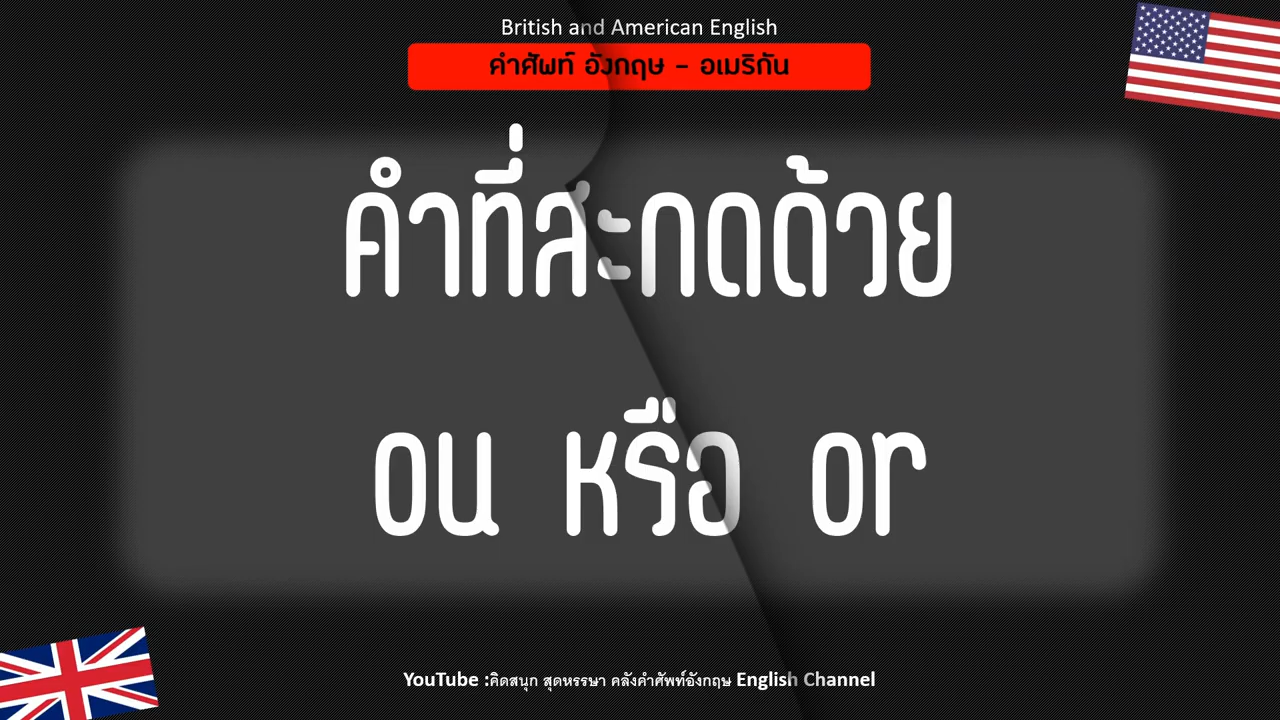 British and American English
คำศัพท์ อังกฤษ - อเมริกัน
คำที่สะกดด้วย
ou หรือ or
YouTube :คิดสนุก สุดหรรษา คลังคำศัพท์อังกฤษ English Channel